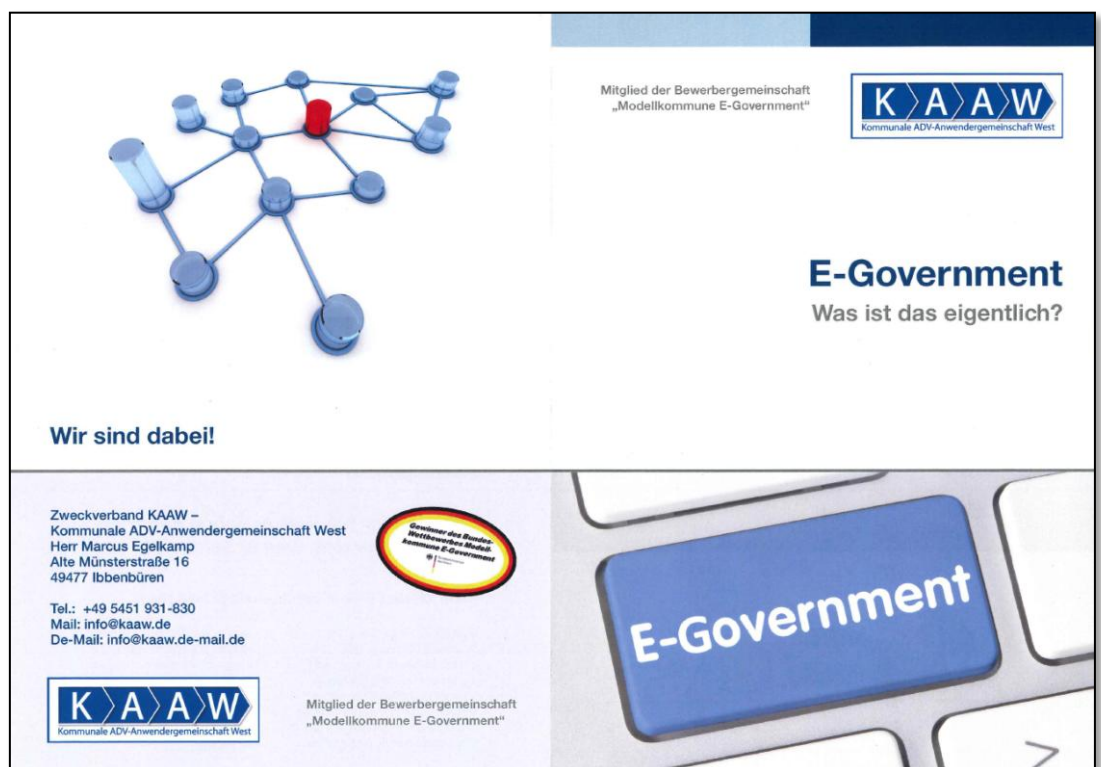 Wir sind dabei!
Zweckverband KAAW –
Kommunale ADV-Anwendergemeinschaft West
Herr Marcus Egelkamp
Alte Münsterstraße 16
49477 Ibbenbüren
Tel.: +49 5451 931-830
Mail: info@kaaw.de
De-Mail: info@kaaw.de-mail.de
Gewinner des Bundes-
Wettbewerbes Modell-
kommune E-Government
KAAW
Kommunale ADV-Anwendergemeinschaft West
Mitglied der Bewerbergemeinschaft
„Modellkommune E-Government“
Mitglied der Bewerbergemeinschaft
„Modellkommune E-Government“
KAAW
Kommunale ADV-Anwendergemeinschaft West
E-Government
Was ist das eigentlich?
E-Government